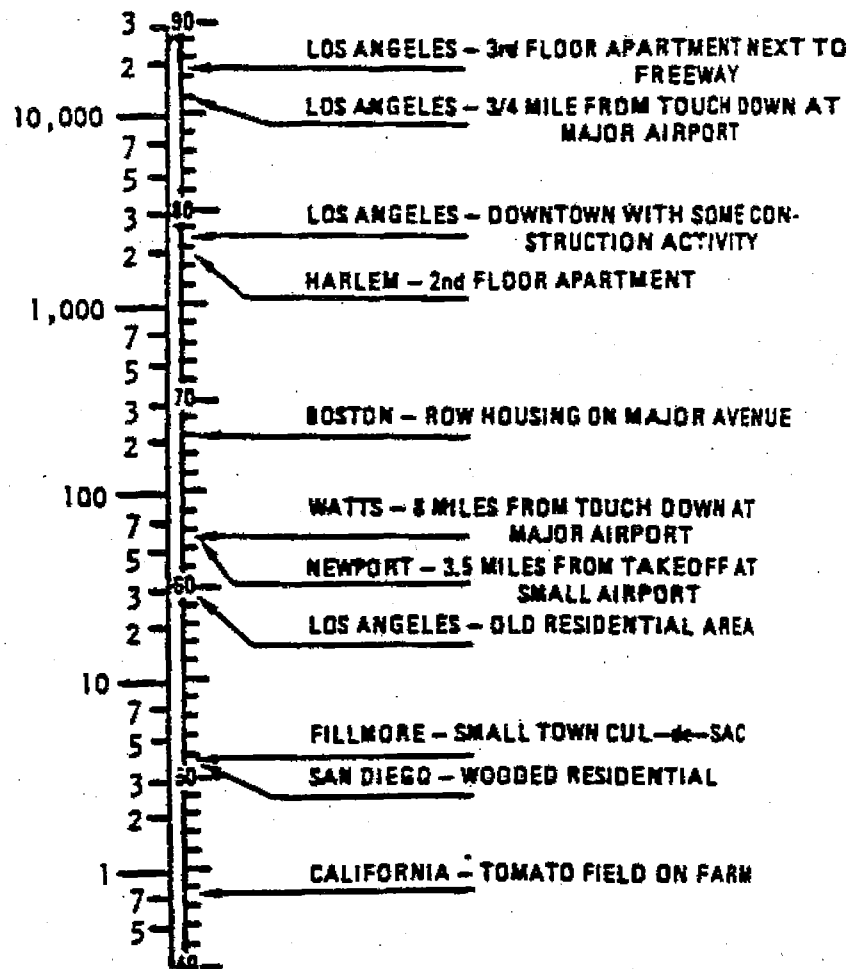 3 90
LOS ANGELES – 3rd FLOOR APARTMENT NEXT TO
2
FREEWAY
10,000
LOS ANGELES – 3/4 MILE FROM TOUCH DOWN AT
MAJOR AIRPORT
7
5
3 80
LOS ANGELES – DOWNTOWN WITH SOME CON-
STRUCTION ACTIVITY
2
HARLEM – 2nd FLOOR APARTMENT
1,000
7
5
70
3
BOSTON – ROW HOUSING ON MAJOR AVENUE
2
100
WATTS – 8 MILES FROM TOUCH DOWN AT
7
MAJOR AIRPORT
5
NEWPORT – 3.5 MILES FROM TAKEOFF AT
60
3
SMALL AIRPORT
2
LOS ANGELES – OLD RESIDENTIAL AREA
10
7
FILLMORE – SMALL TOWN CUL-de-SAC
5
50
3
SAN DIEGO – WOODED RESIDENTIAL
2
1
CALIFORNIA – TOMATO FIELD ON FARM
7
5